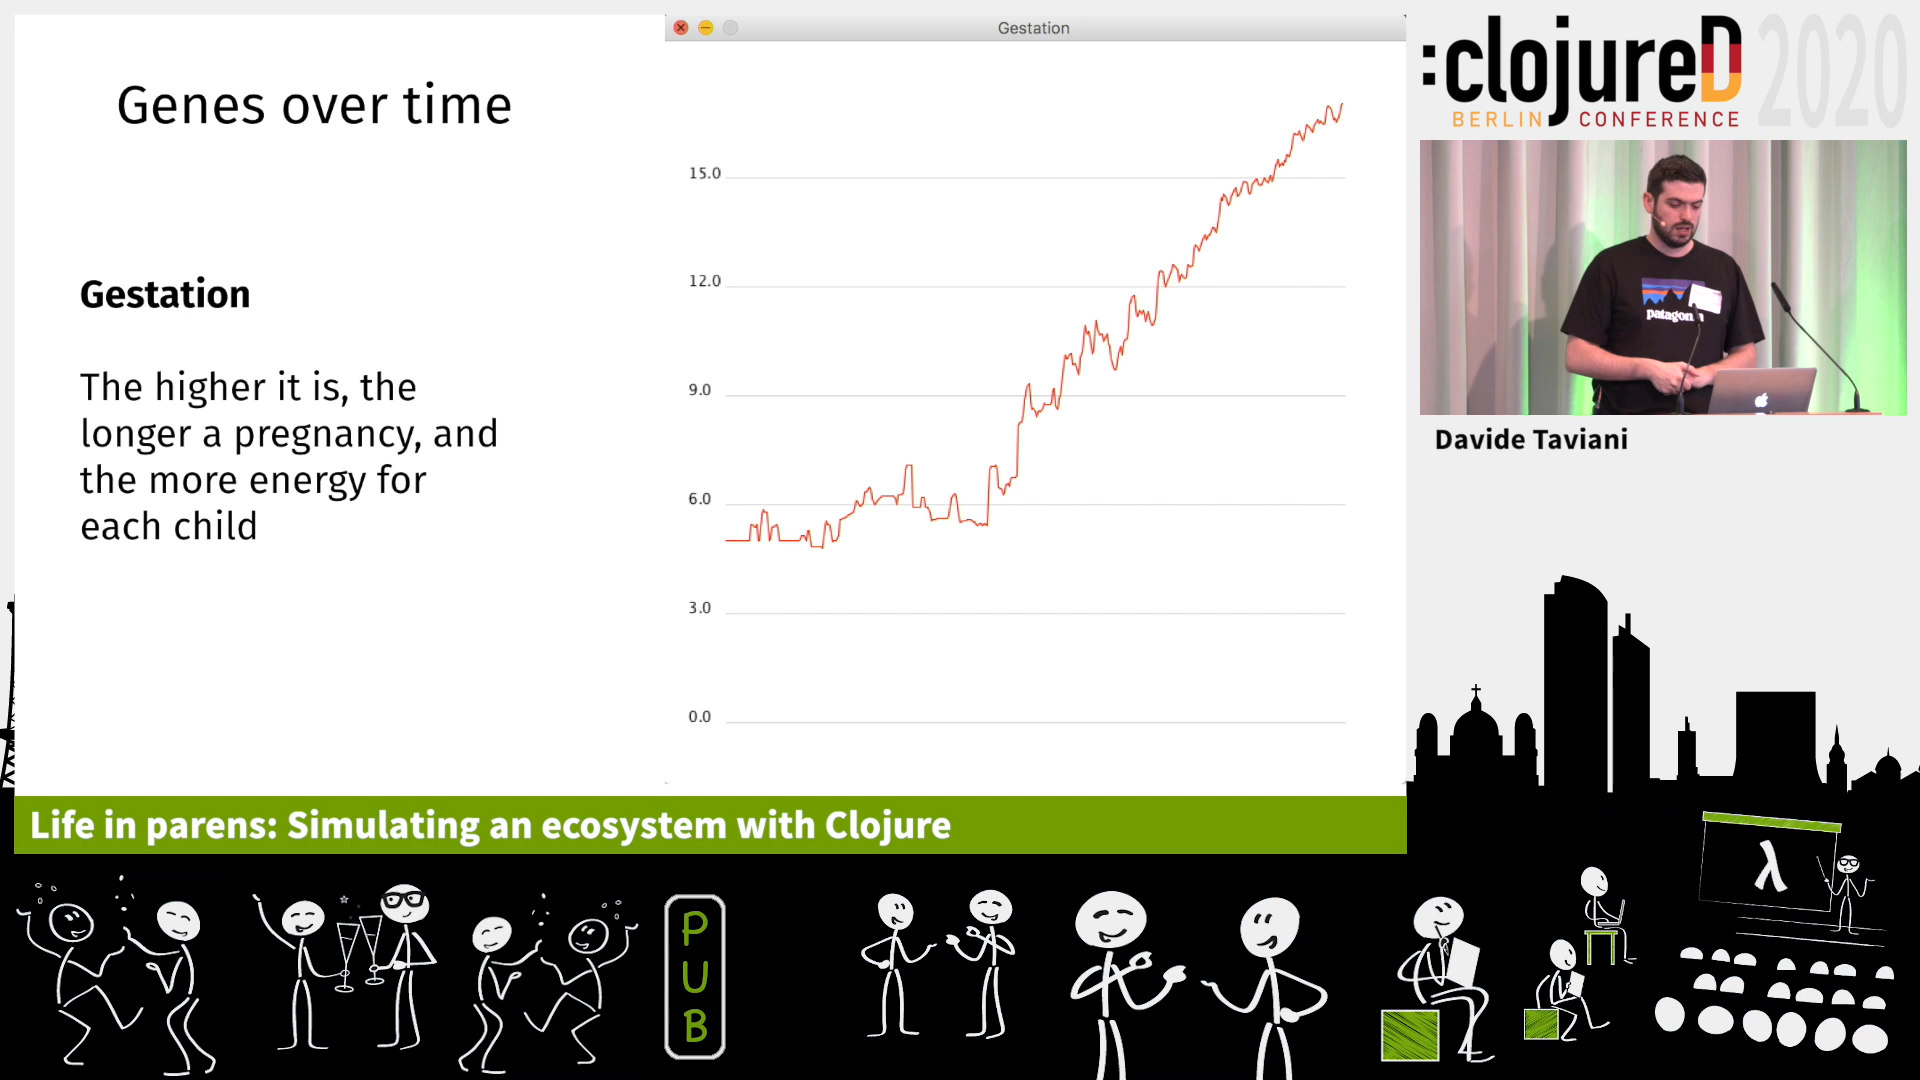 Gestation
Genes over time
Gestation
The higher it is, the
longer a pregnancy, and
the more energy for
each child
15.0
12.0
9.0
6.0
3.0
0.0
:clojureD 2020
BERLIN CONFERENCE
patagon
Davide Taviani
Life in parens: Simulating an ecosystem with Clojure
PUB
λ